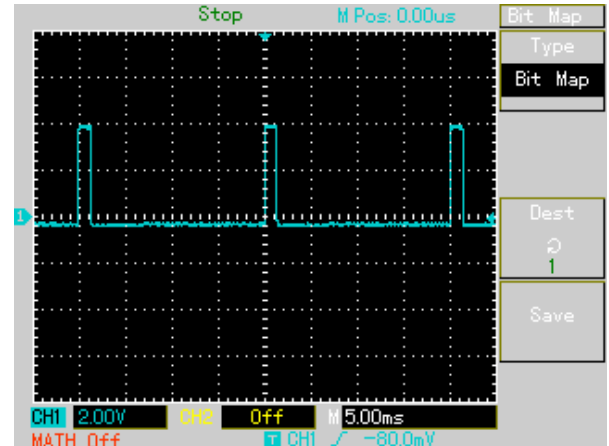 Stop M Pos: 0.00us Bit Map
Type
Bit Map
1 Dest
1
Save
CH1 2.00V CH2 Off M 5.00ms
MATH Off T CH1 -80.0mV